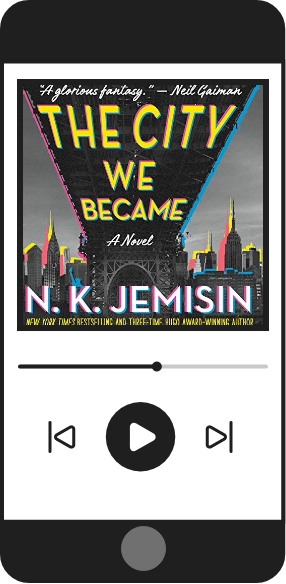 "A glorious fantasy." — Neil Gaiman
THE CITY
WE
BECAME
A Novel
N. K. JEMISIN
NEW YORK TIMES BESTSELLING AND THREE-TIME HUGO AWARD-WINNING AUTHOR